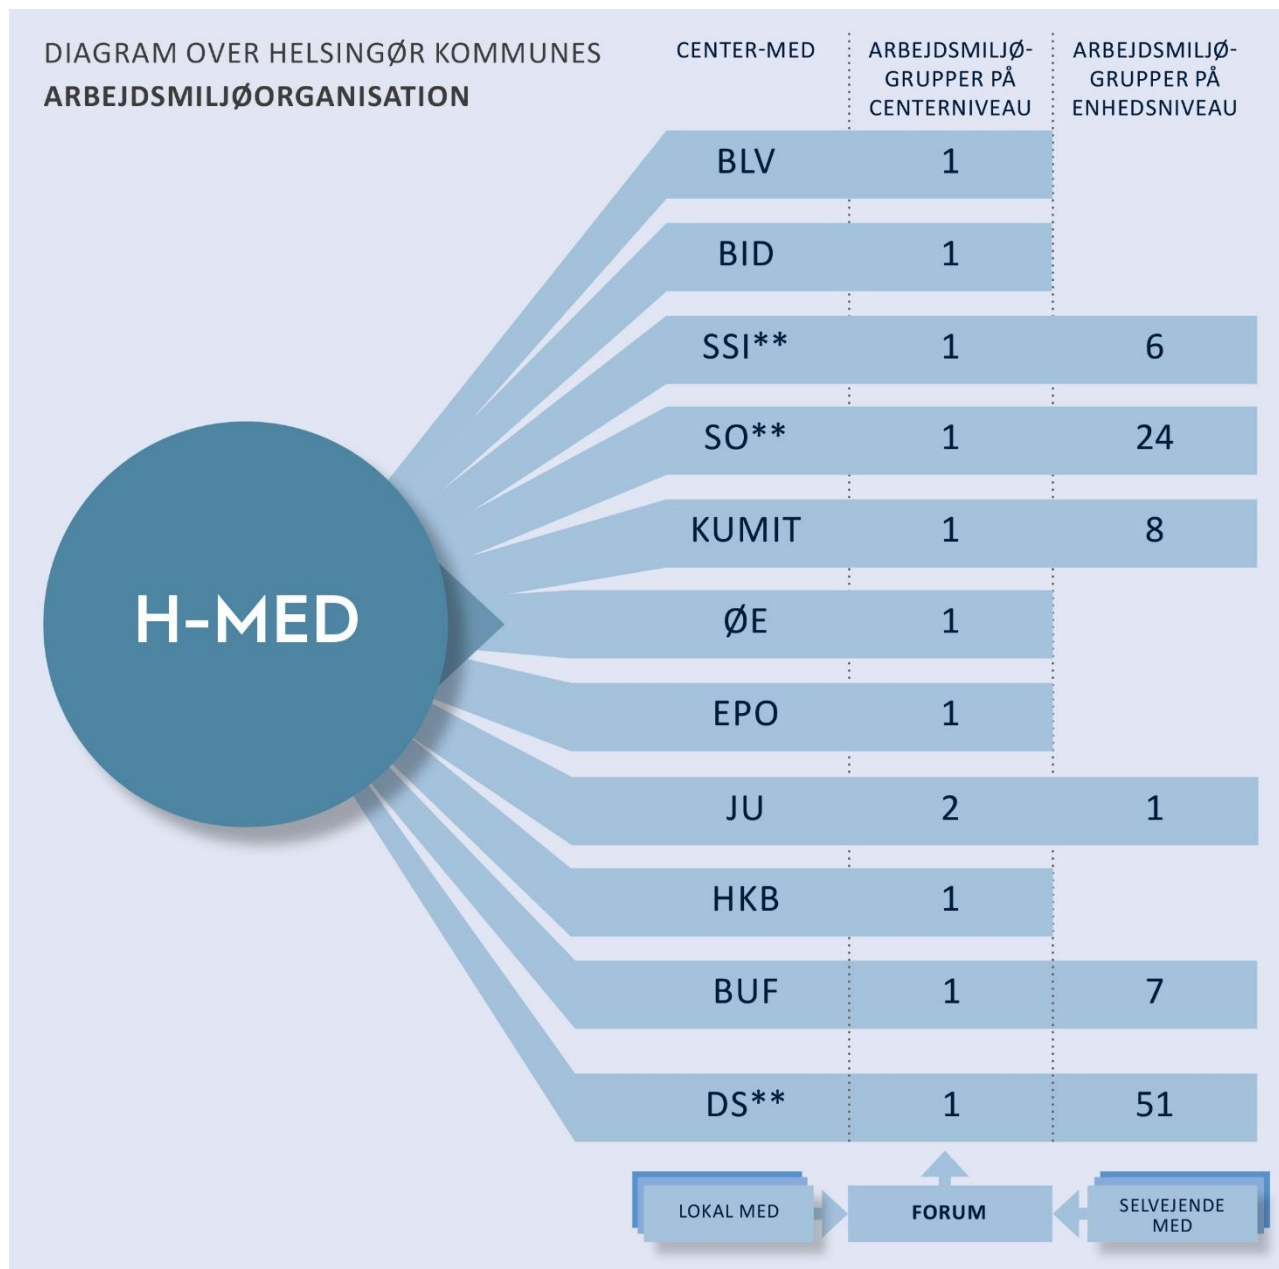 DIAGRAM OVER HELSINGØR KOMMUNES
ARBEJDSMILJØORGANISATION
CENTER-MED
ARBEJDSMILJØ-
GRUPPER PÅ
CENTERNIVEAU
ARBEJDSMILJØ-
GRUPPER PÅ
ENHEDSNIVEAU
H-MED
BLV 1
BID 1
SSI** 1 6
SO** 1 24
KUMIT 1 8
ØE 1
EPO 1
JU 2 1
HKB 1
BUF 1 7
DS** 1 51
LOKAL MED
FORUM
SELVEJENDE
MED